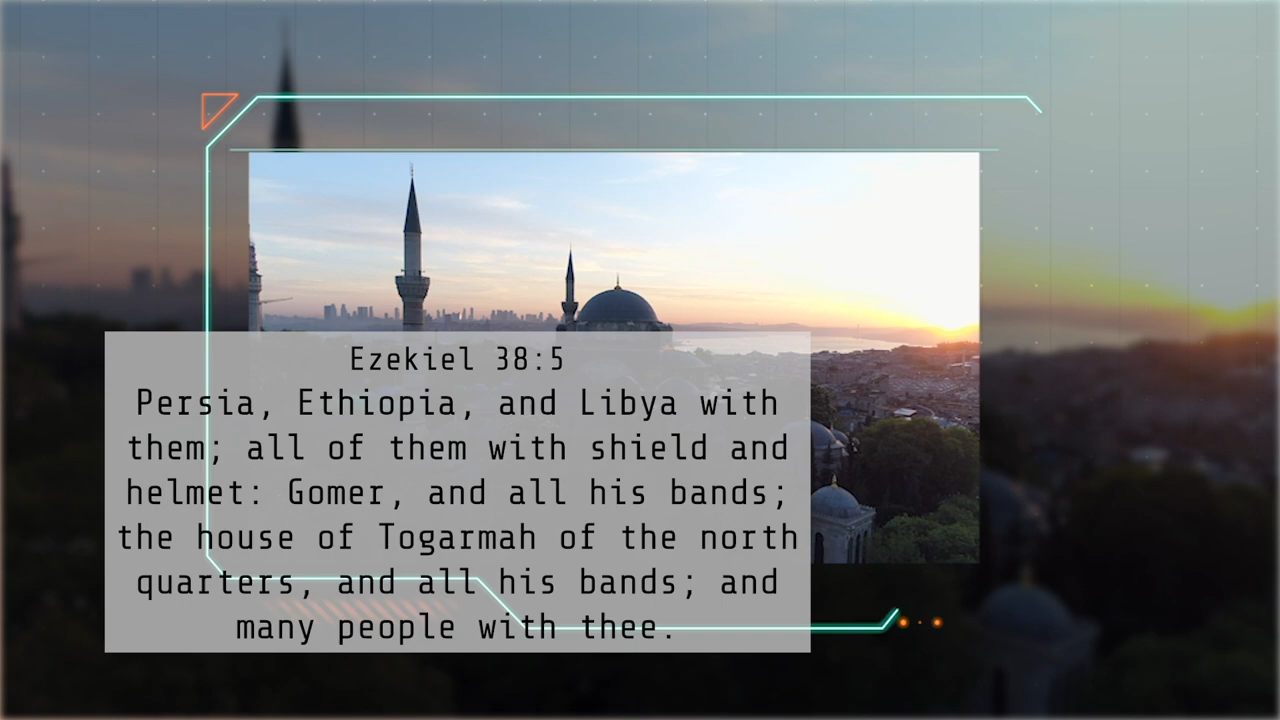 Ezekiel 38:5
Persia, Ethiopia, and Libya with
them; all of them with shield and
helmet: Gomer, and all his bands;
the house of Togarmah of the north
quarters, and all his bands; and
many people with thee.